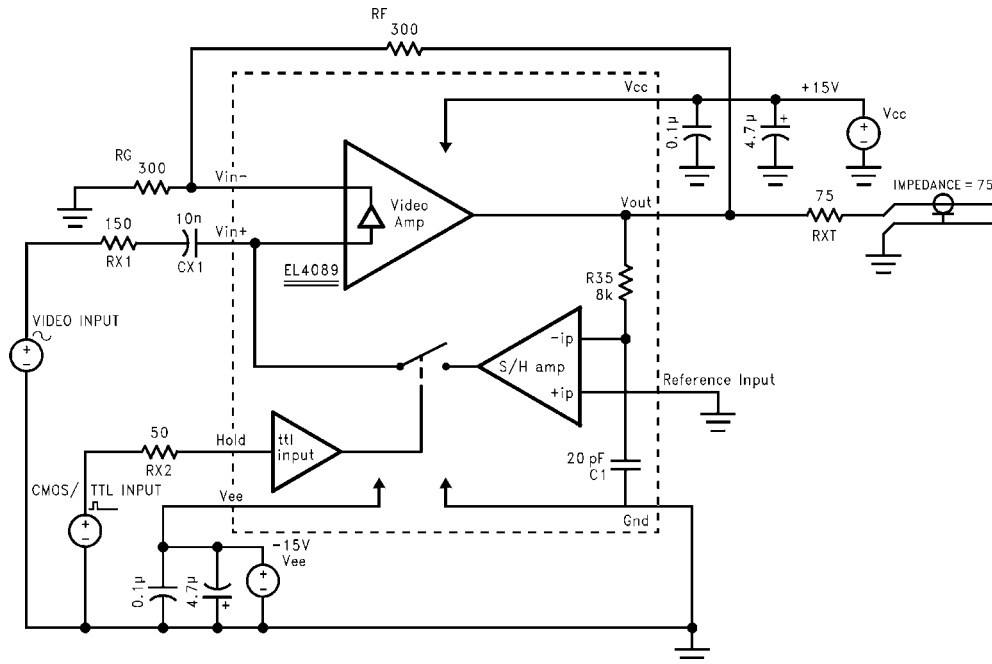 RF
300
Vcc
+15V
Vcc
0.1μ
4.7μ
+
+
-
RG
300
Vin-
Video
Amp
IMPEDANCE = 75
Vout
75
RXT
150
RX1
10n
CX1
Vin+
EL4089
R35
8k
VIDEO INPUT
+
-
-ip
S/H amp
+ip
Reference Input
50
RX2
Hold
ttl
input
20 pF
C1
CMOS/ TTL INPUT
+
-
Vee
Gnd
-15V
Vee
0.1μ
4.7μ
+
+
-